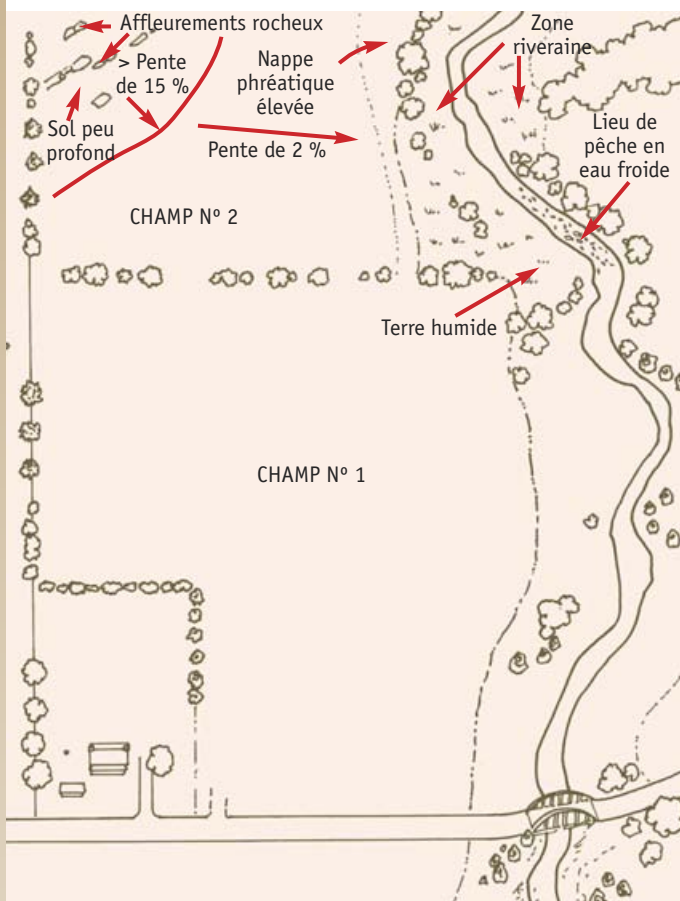 Affleurements rocheux
> Pente
de 15 %
Sol peu
profond
Nappe
phréatique
élevée
Pente de 2 %
Zone
riveraine
Lieu de
pêche en
eau froide
CHAMP Nº 2
Terre humide
CHAMP Nº 1